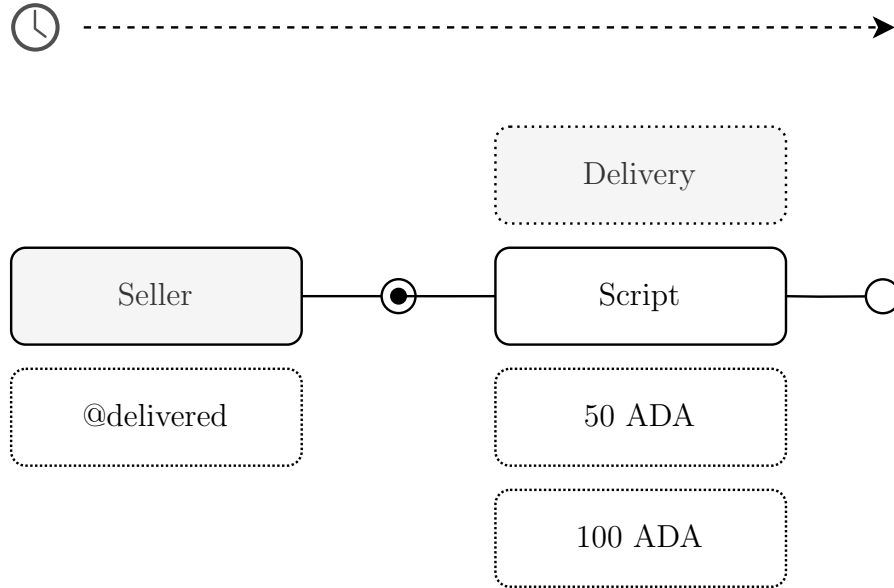 Delivery
Seller
Script
@delivered
50 ADA
100 ADA